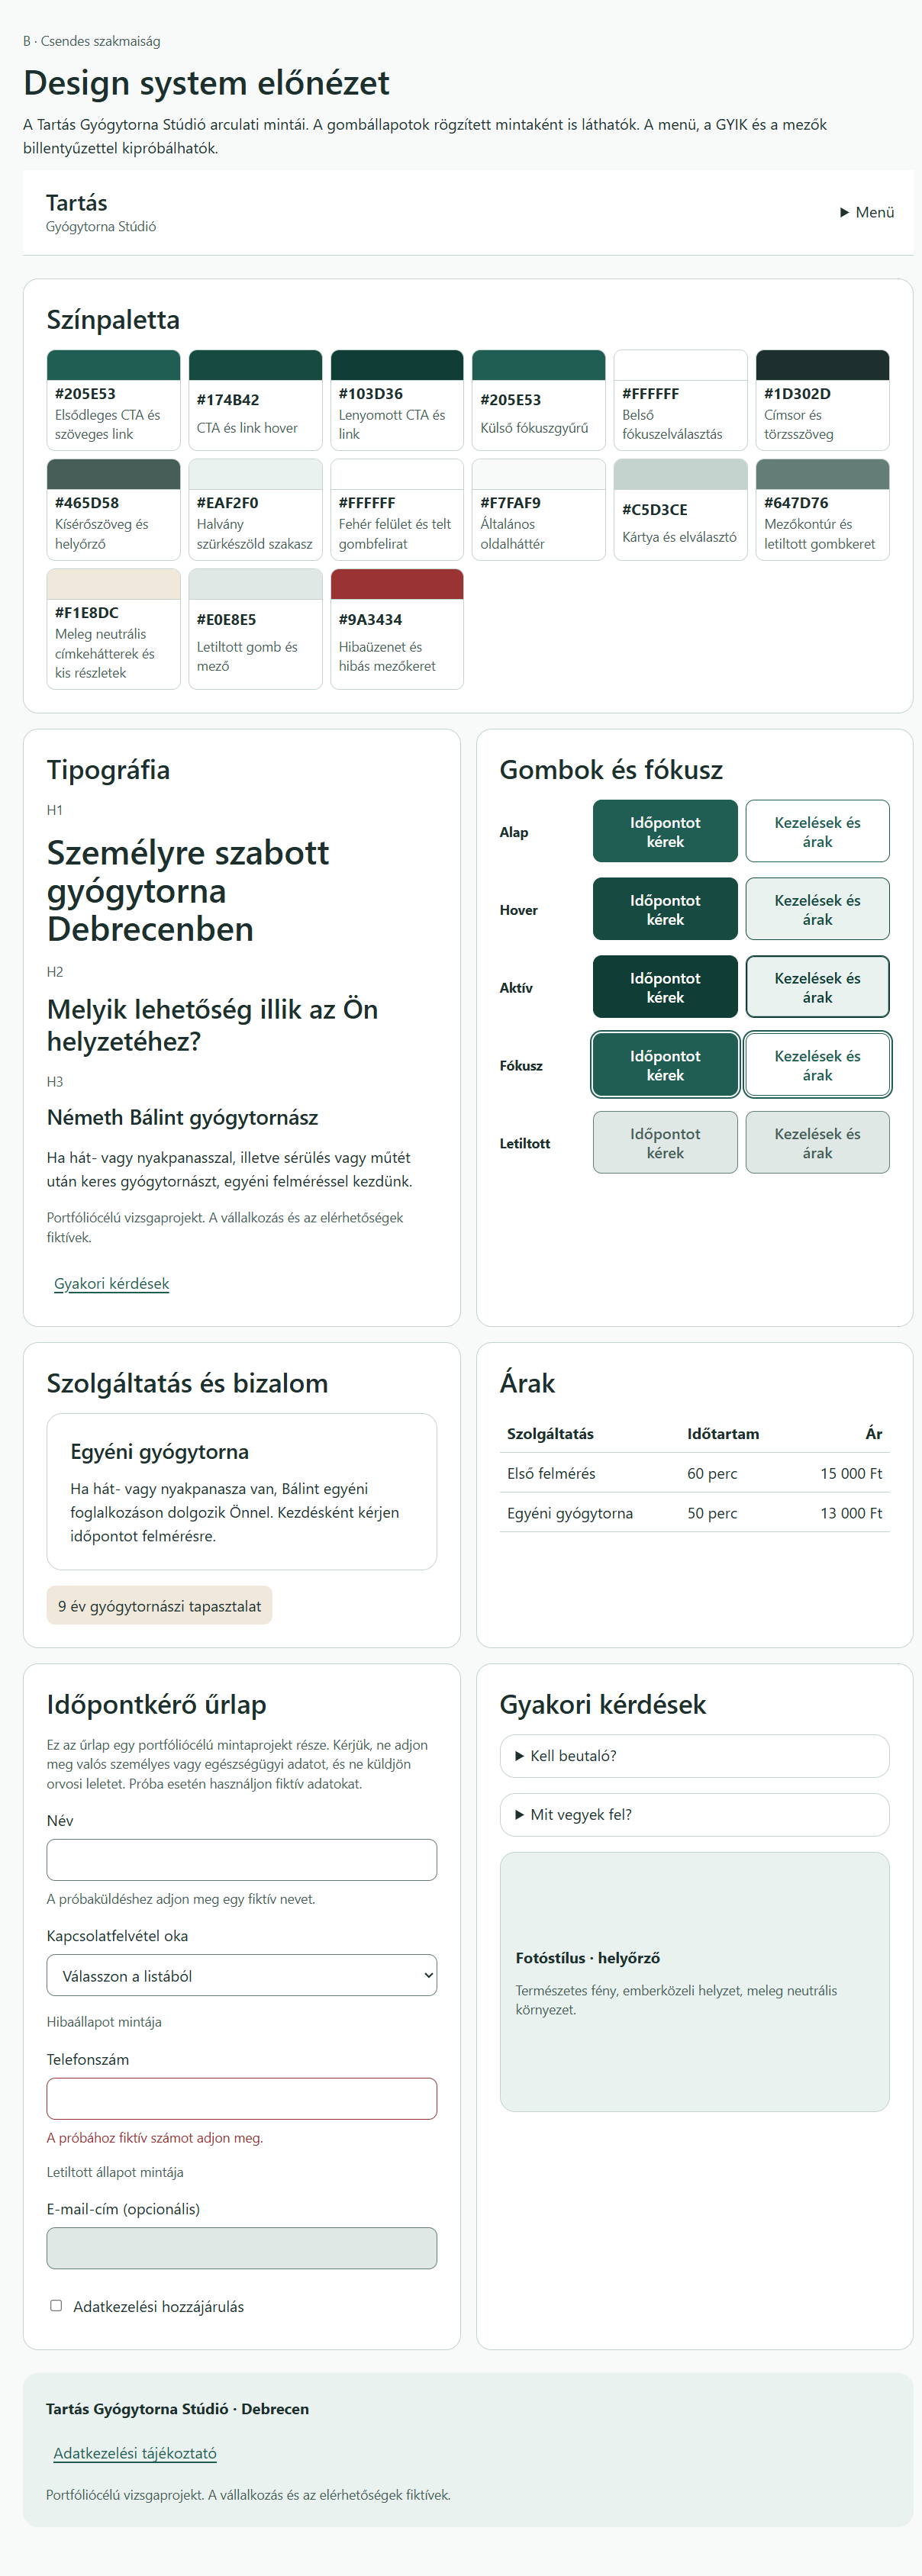 B · Csendes szakmaiság
Design system előnézet
A Tartás Gyógytorna Stúdió arculati mintái. A gombállapotok rögzített mintaként is láthatók. A menü, a GYIK és a mezők
billentyűzettel kipróbálhatók.
Tartás
Gyógytorna Stúdió
▶ Menü
Színpaletta
#205E53
Elsődleges CTA és
szöveges link
#174B42
CTA és link hover
#103D36
Lenyomott CTA és
link
#205E53
Külső fókuszgyűrű
#FFFFFF
Belső
fókuszelválasztás
#1D302D
Címsor és
törzsszöveg
#465D58
Kísérőszöveg és
helyőrző
#EAF2F0
Halvány
szürkészöld szakasz
#FFFFFF
Fehér felület és telt
gombfelirat
#F7FAF9
Általános
oldalháttér
#C5D3CE
Kártya és elválasztó
#647D76
Mezőkontúr és
letiltott gombkeret
#F1E8DC
Meleg neutrális
címkehátterek és
kis részletek
#E0E8E5
Letiltott gomb és
mező
#9A3434
Hibaüzenet és
hibás mezőkeret
Tipográfia
H1
Személyre szabott
gyógytorna
Debrecenben
H2
Melyik lehetőség illik az Ön
helyzetéhez?
H3
Németh Bálint gyógytornász
Ha hát- vagy nyakpanasszal, illetve sérülés vagy műtét
után keres gyógytornászt, egyéni felméréssel kezdünk.
Portfóliócélú vizsgaprojekt. A vállalkozás és az elérhetőségek
fiktívek.
Gyakori kérdések
Gombok és fókusz
Alap
Időpontot
kérek
Kezelések és
árak
Hover
Időpontot
kérek
Kezelések és
árak
Aktív
Időpontot
kérek
Kezelések és
árak
Fókusz
Időpontot
kérek
Kezelések és
árak
Letiltott
Időpontot
kérek
Kezelések és
árak
Szolgáltatás és bizalom
Egyéni gyógytorna
Ha hát- vagy nyakpanasza van, Bálint egyéni
foglalkozáson dolgozik Önnel. Kezdésként kérjen
időpontot felmérésre.
9 év gyógytornászi tapasztalat
Árak
Szolgáltatás Időtartam Ár
Első felmérés 60 perc 15 000 Ft
Egyéni gyógytorna 50 perc 13 000 Ft
Időpontkérő űrlap
Ez az űrlap egy portfóliócélú mintaprojekt része. Kérjük, ne adjon
meg valós személyes vagy egészségügyi adatot, és ne küldjön
orvosi leletet. Próba esetén használjon fiktív adatokat.
Név
A próbaküldéshez adjon meg egy fiktív nevet.
Kapcsolatfelvétel oka
Válasszon a listából
Hibaállapot mintája
Telefonszám
A próbához fiktív számot adjon meg.
Letiltott állapot mintája
E-mail-cím (opcionális)
Adatkezelési hozzájárulás
Gyakori kérdések
▶ Kell beutaló?
▶ Mit vegyek fel?
Fotóstílus · helyőrző
Természetes fény, emberközeli helyzet, meleg neutrális
környezet.
Tartás Gyógytorna Stúdió · Debrecen
Adatkezelési tájékoztató
Portfóliócélú vizsgaprojekt. A vállalkozás és az elérhetőségek fiktívek.